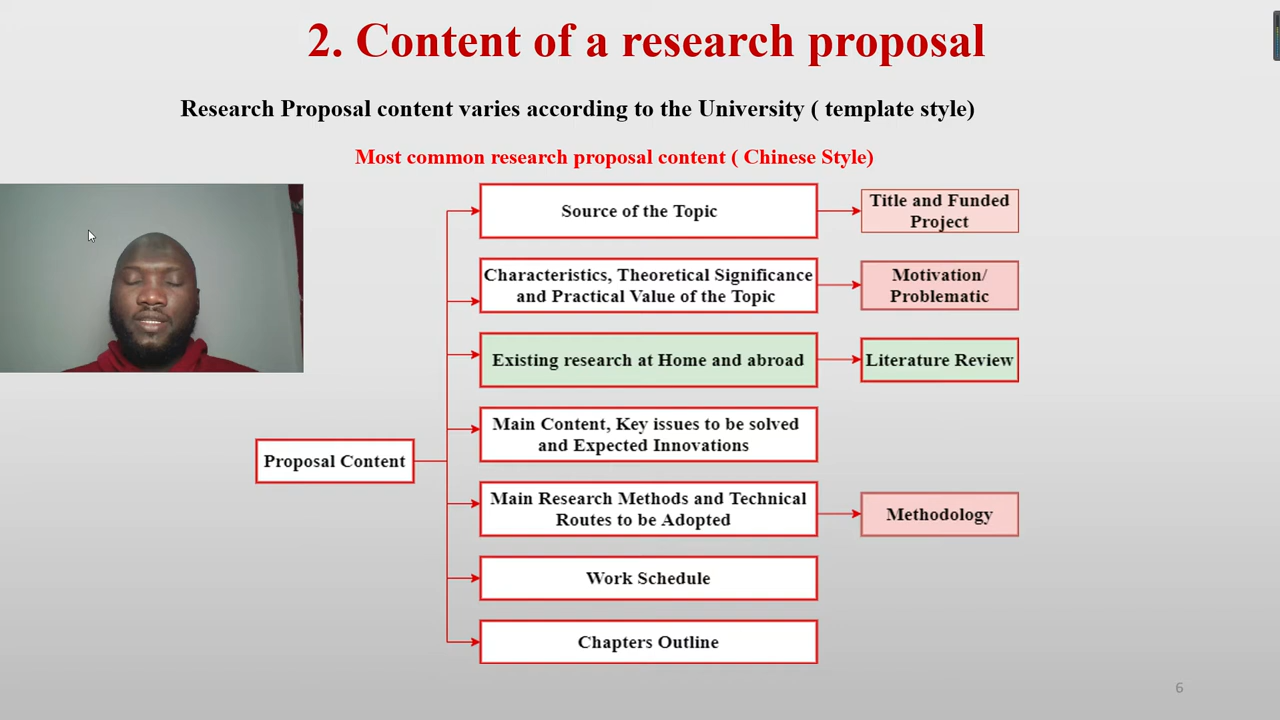 2. Content of a research proposal
Research Proposal content varies according to the University ( template style)
Most common research proposal content ( Chinese Style)
Proposal Content
Source of the Topic
Title and Funded
Project
Characteristics, Theoretical Significance
and Practical Value of the Topic
Motivation/
Problematic
Existing research at Home and abroad
Literature Review
Main Content, Key issues to be solved
and Expected Innovations
Main Research Methods and Technical
Routes to be Adopted
Methodology
Work Schedule
Chapters Outline
6